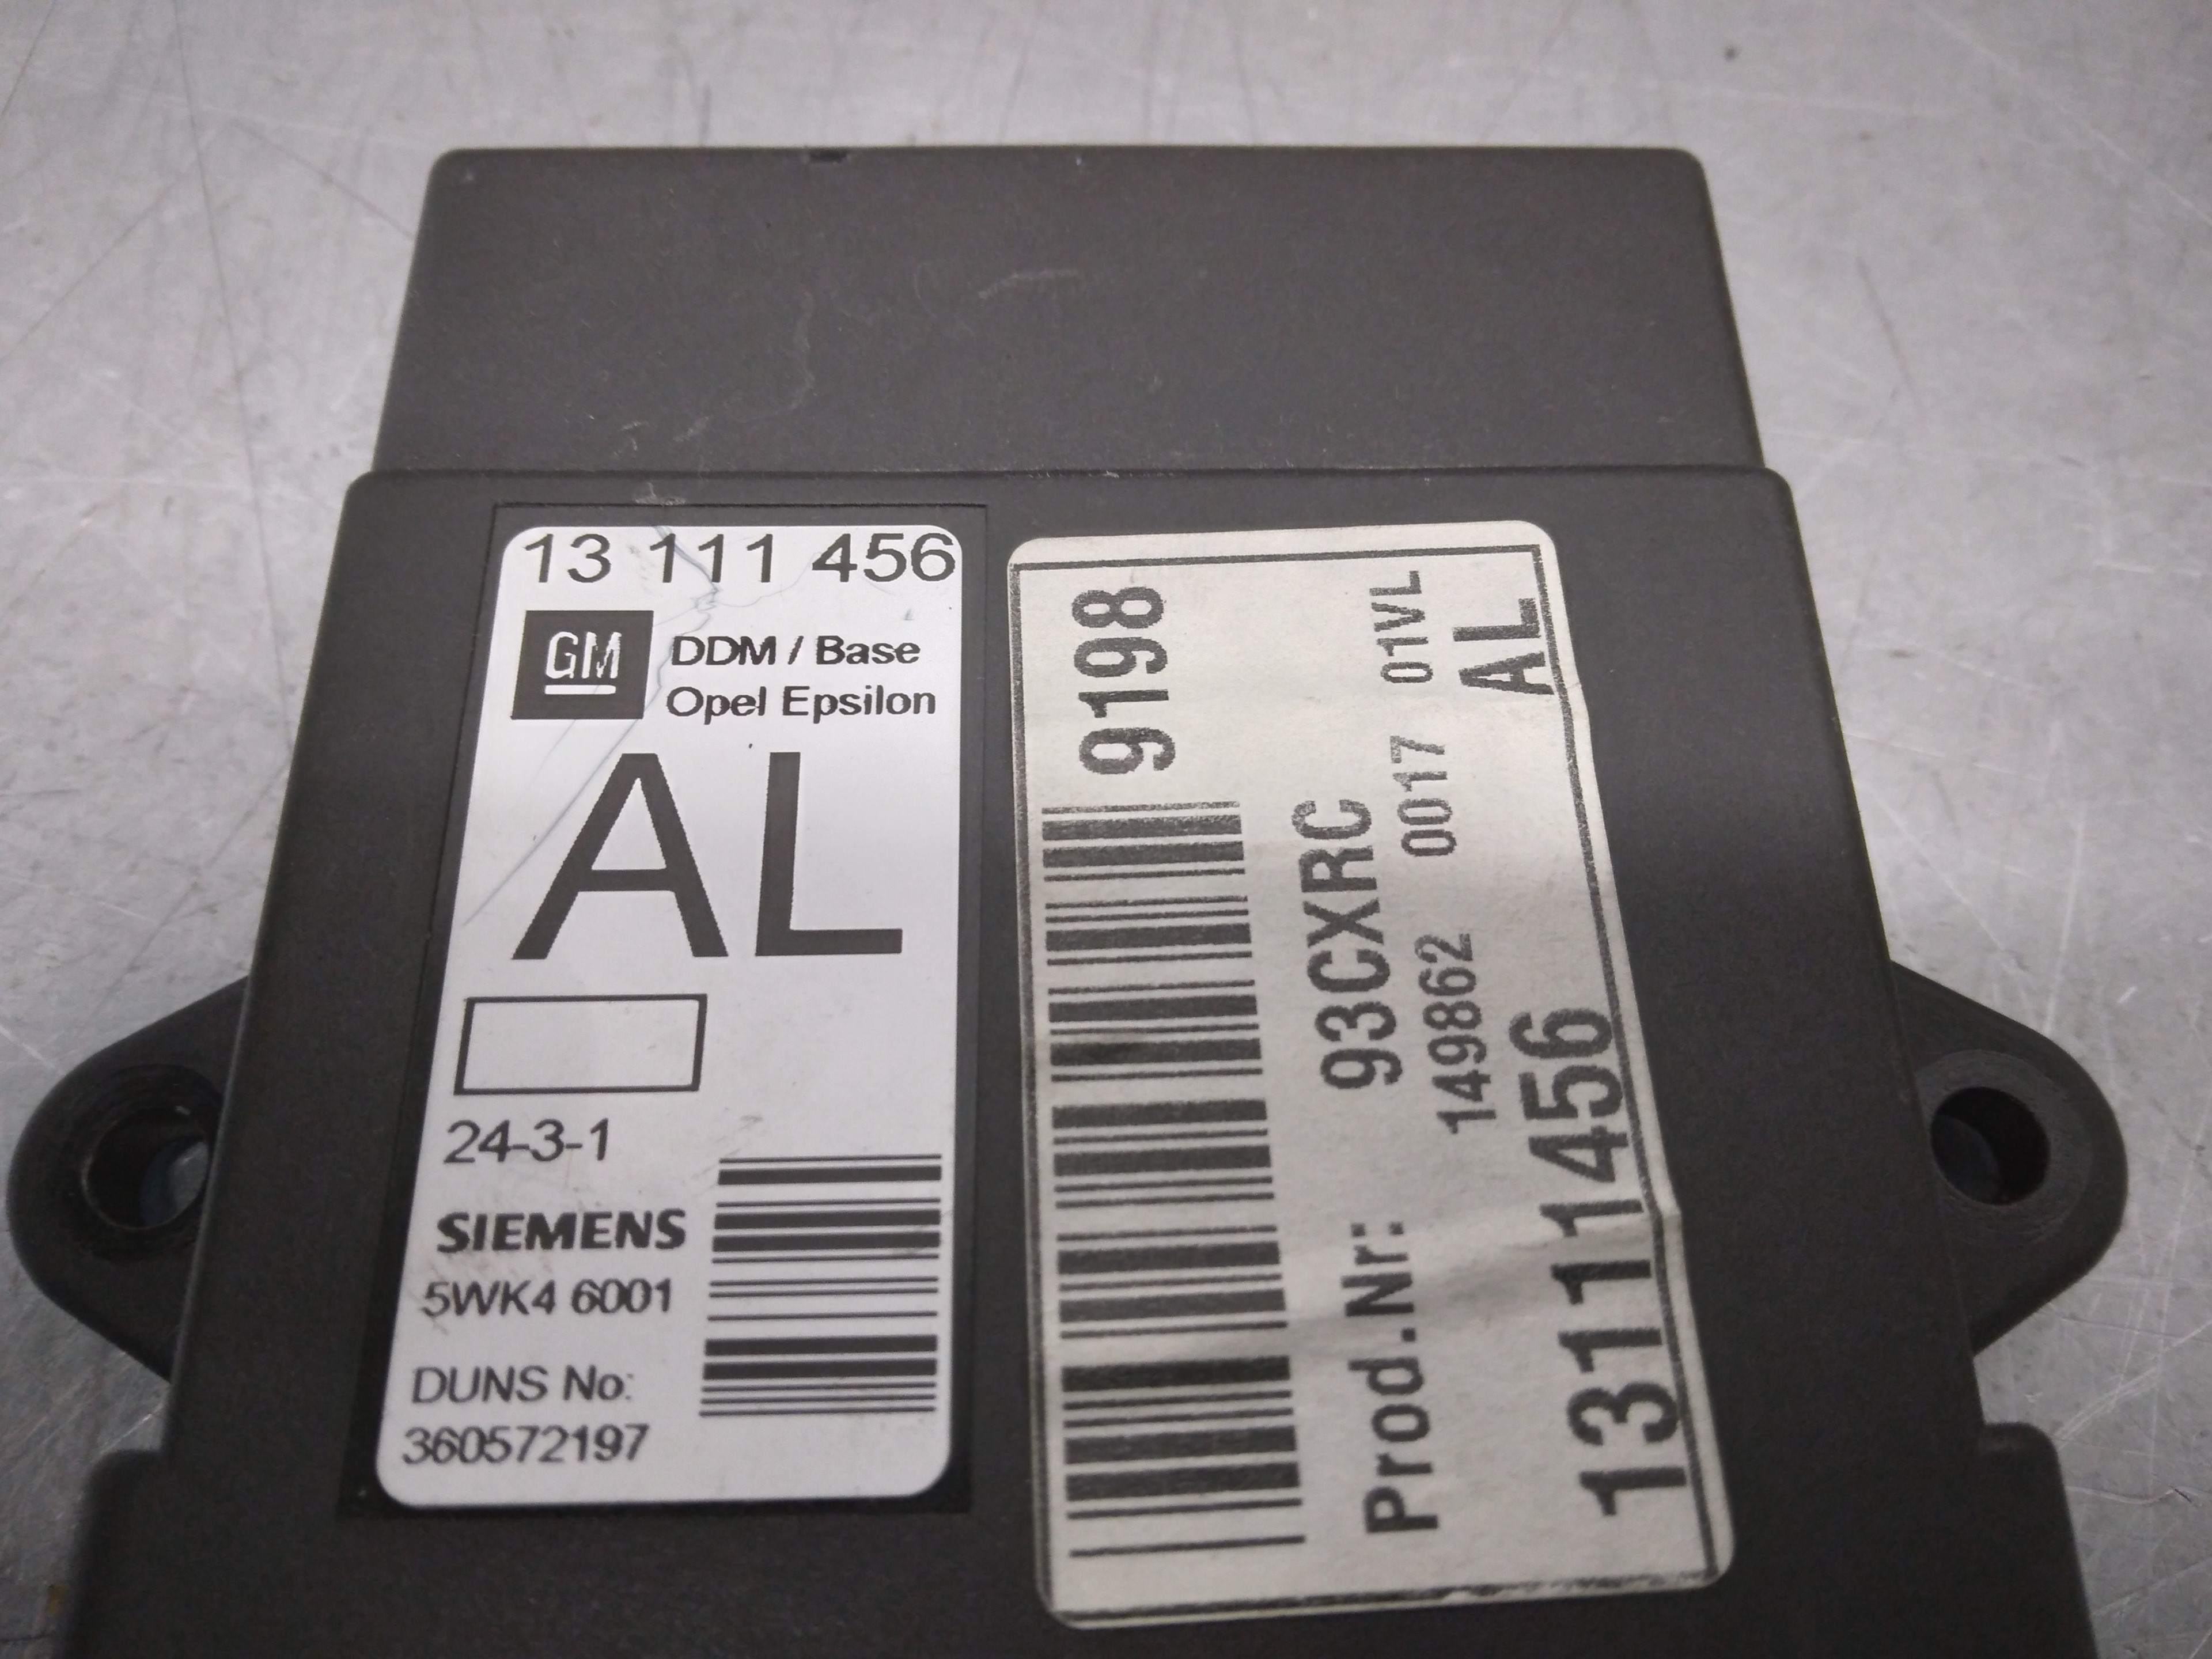 13 111 456
GM
DDM / Base
Opel Epsilon
AL
24-3-1
SIEMENS
5WK4 6001
DUNS No:
360572197
9198
Prod.Nr: 93CXRC
149862 0017 01VL
13111456 AL